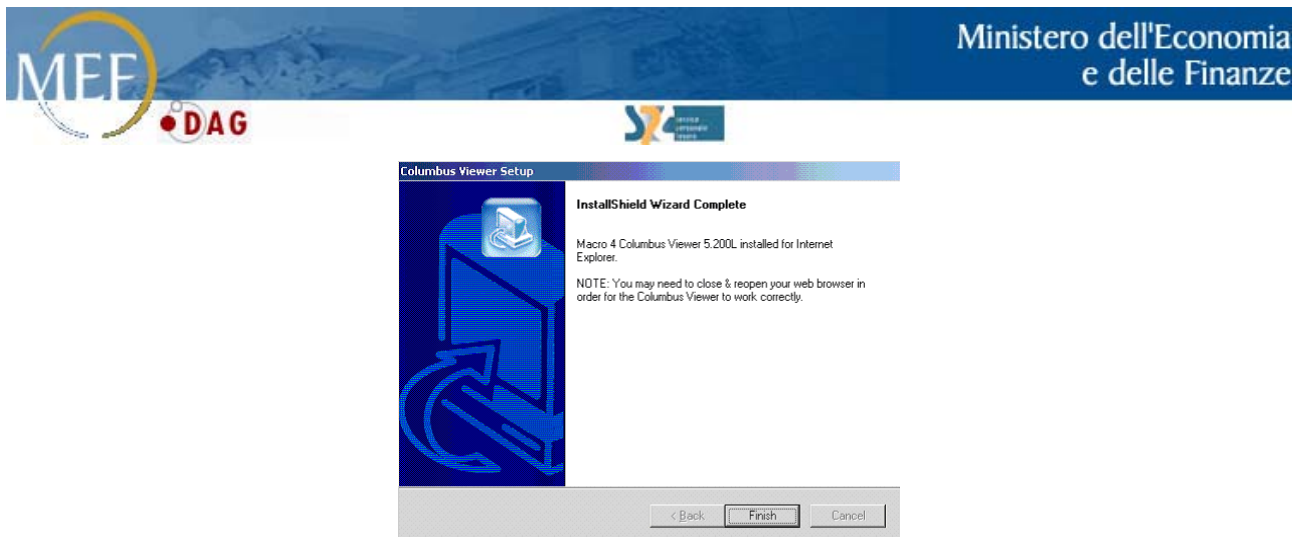 Ministero dell'Economia
e delle Finanze
MEF
DAG
Columbus Viewer Setup
InstallShield Wizard Complete
Macro 4 Columbus Viewer 5.200L installed for Internet
Explorer.
NOTE: You may need to close & reopen your web browser in
order for the Columbus Viewer to work correctly.
< Back
Finish
Cancel